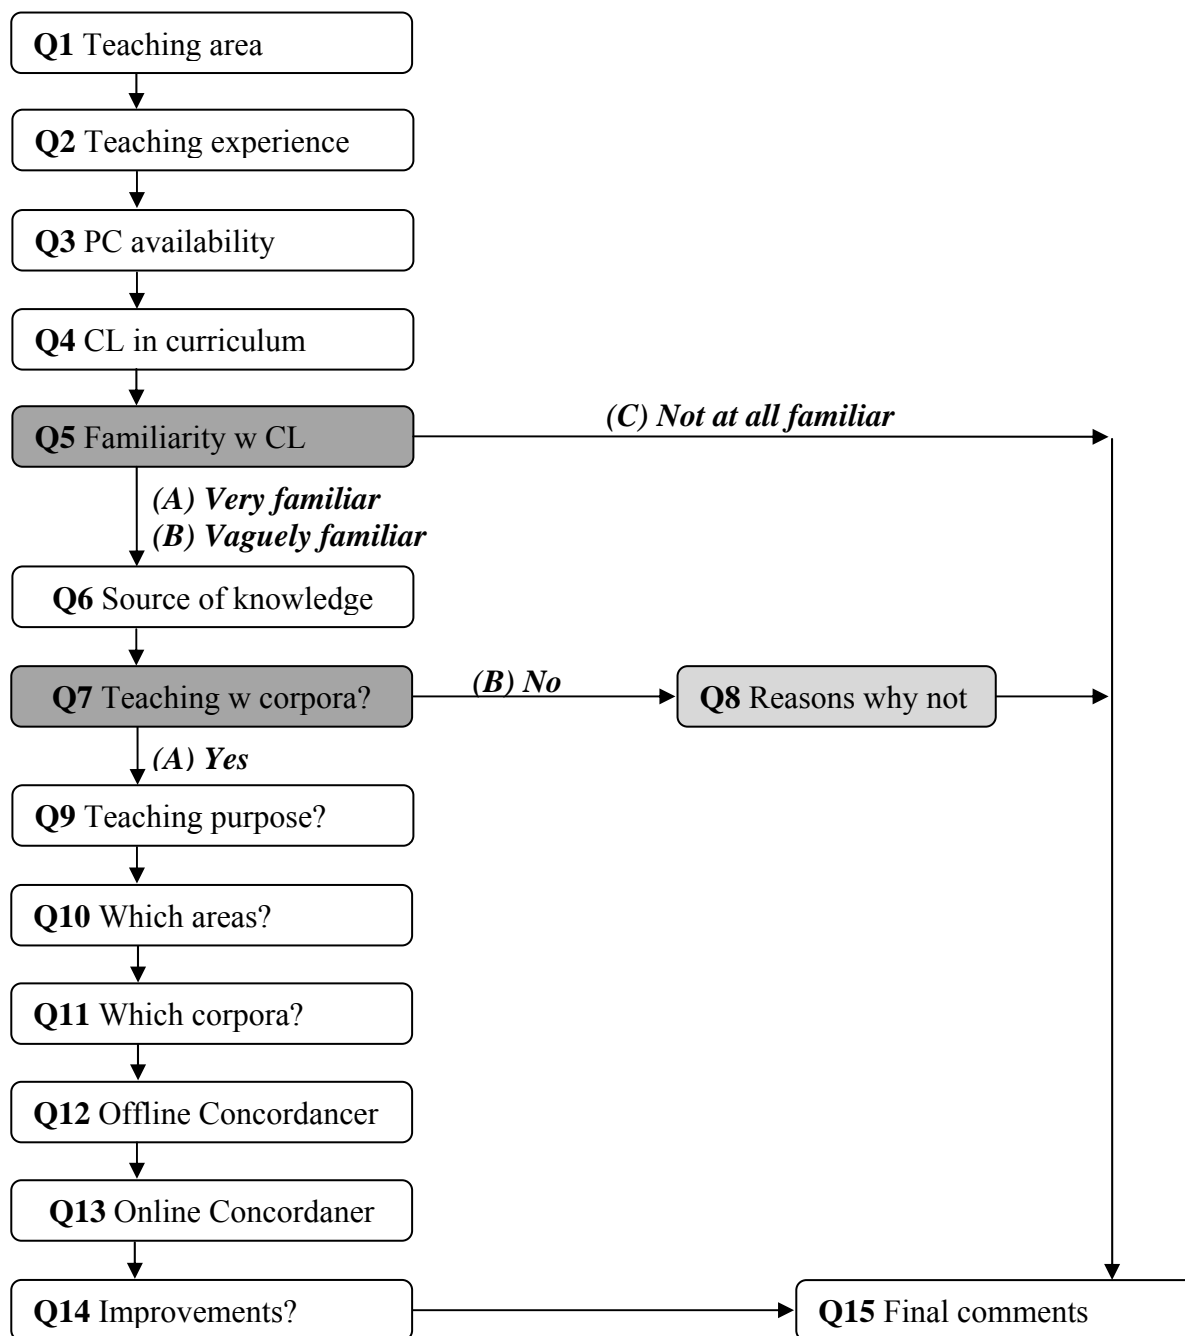 Q1 Teaching area
Q2 Teaching experience
Q3 PC availability
Q4 CL in curriculum
Q5 Familiarity w CL
(C) Not at all familiar
(A) Very familiar
(B) Vaguely familiar
Q6 Source of knowledge
Q7 Teaching w corpora?
(B) No
Q8 Reasons why not
(A) Yes
Q9 Teaching purpose?
Q10 Which areas?
Q11 Which corpora?
Q12 Offline Concordancer
Q13 Online Concordaner
Q14 Improvements?
Q15 Final comments